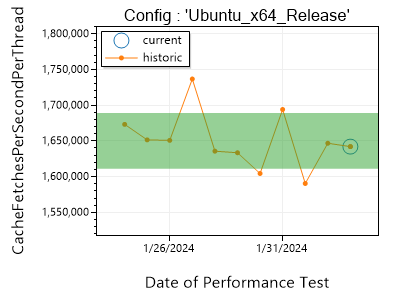 Config : 'Ubuntu_x64_Release'
CacheFetchesPerSecondPerThread
1,800,000
1,750,000
1,700,000
1,650,000
1,600,000
1,550,000
current
historic
1/26/2024
1/31/2024
Date of Performance Test